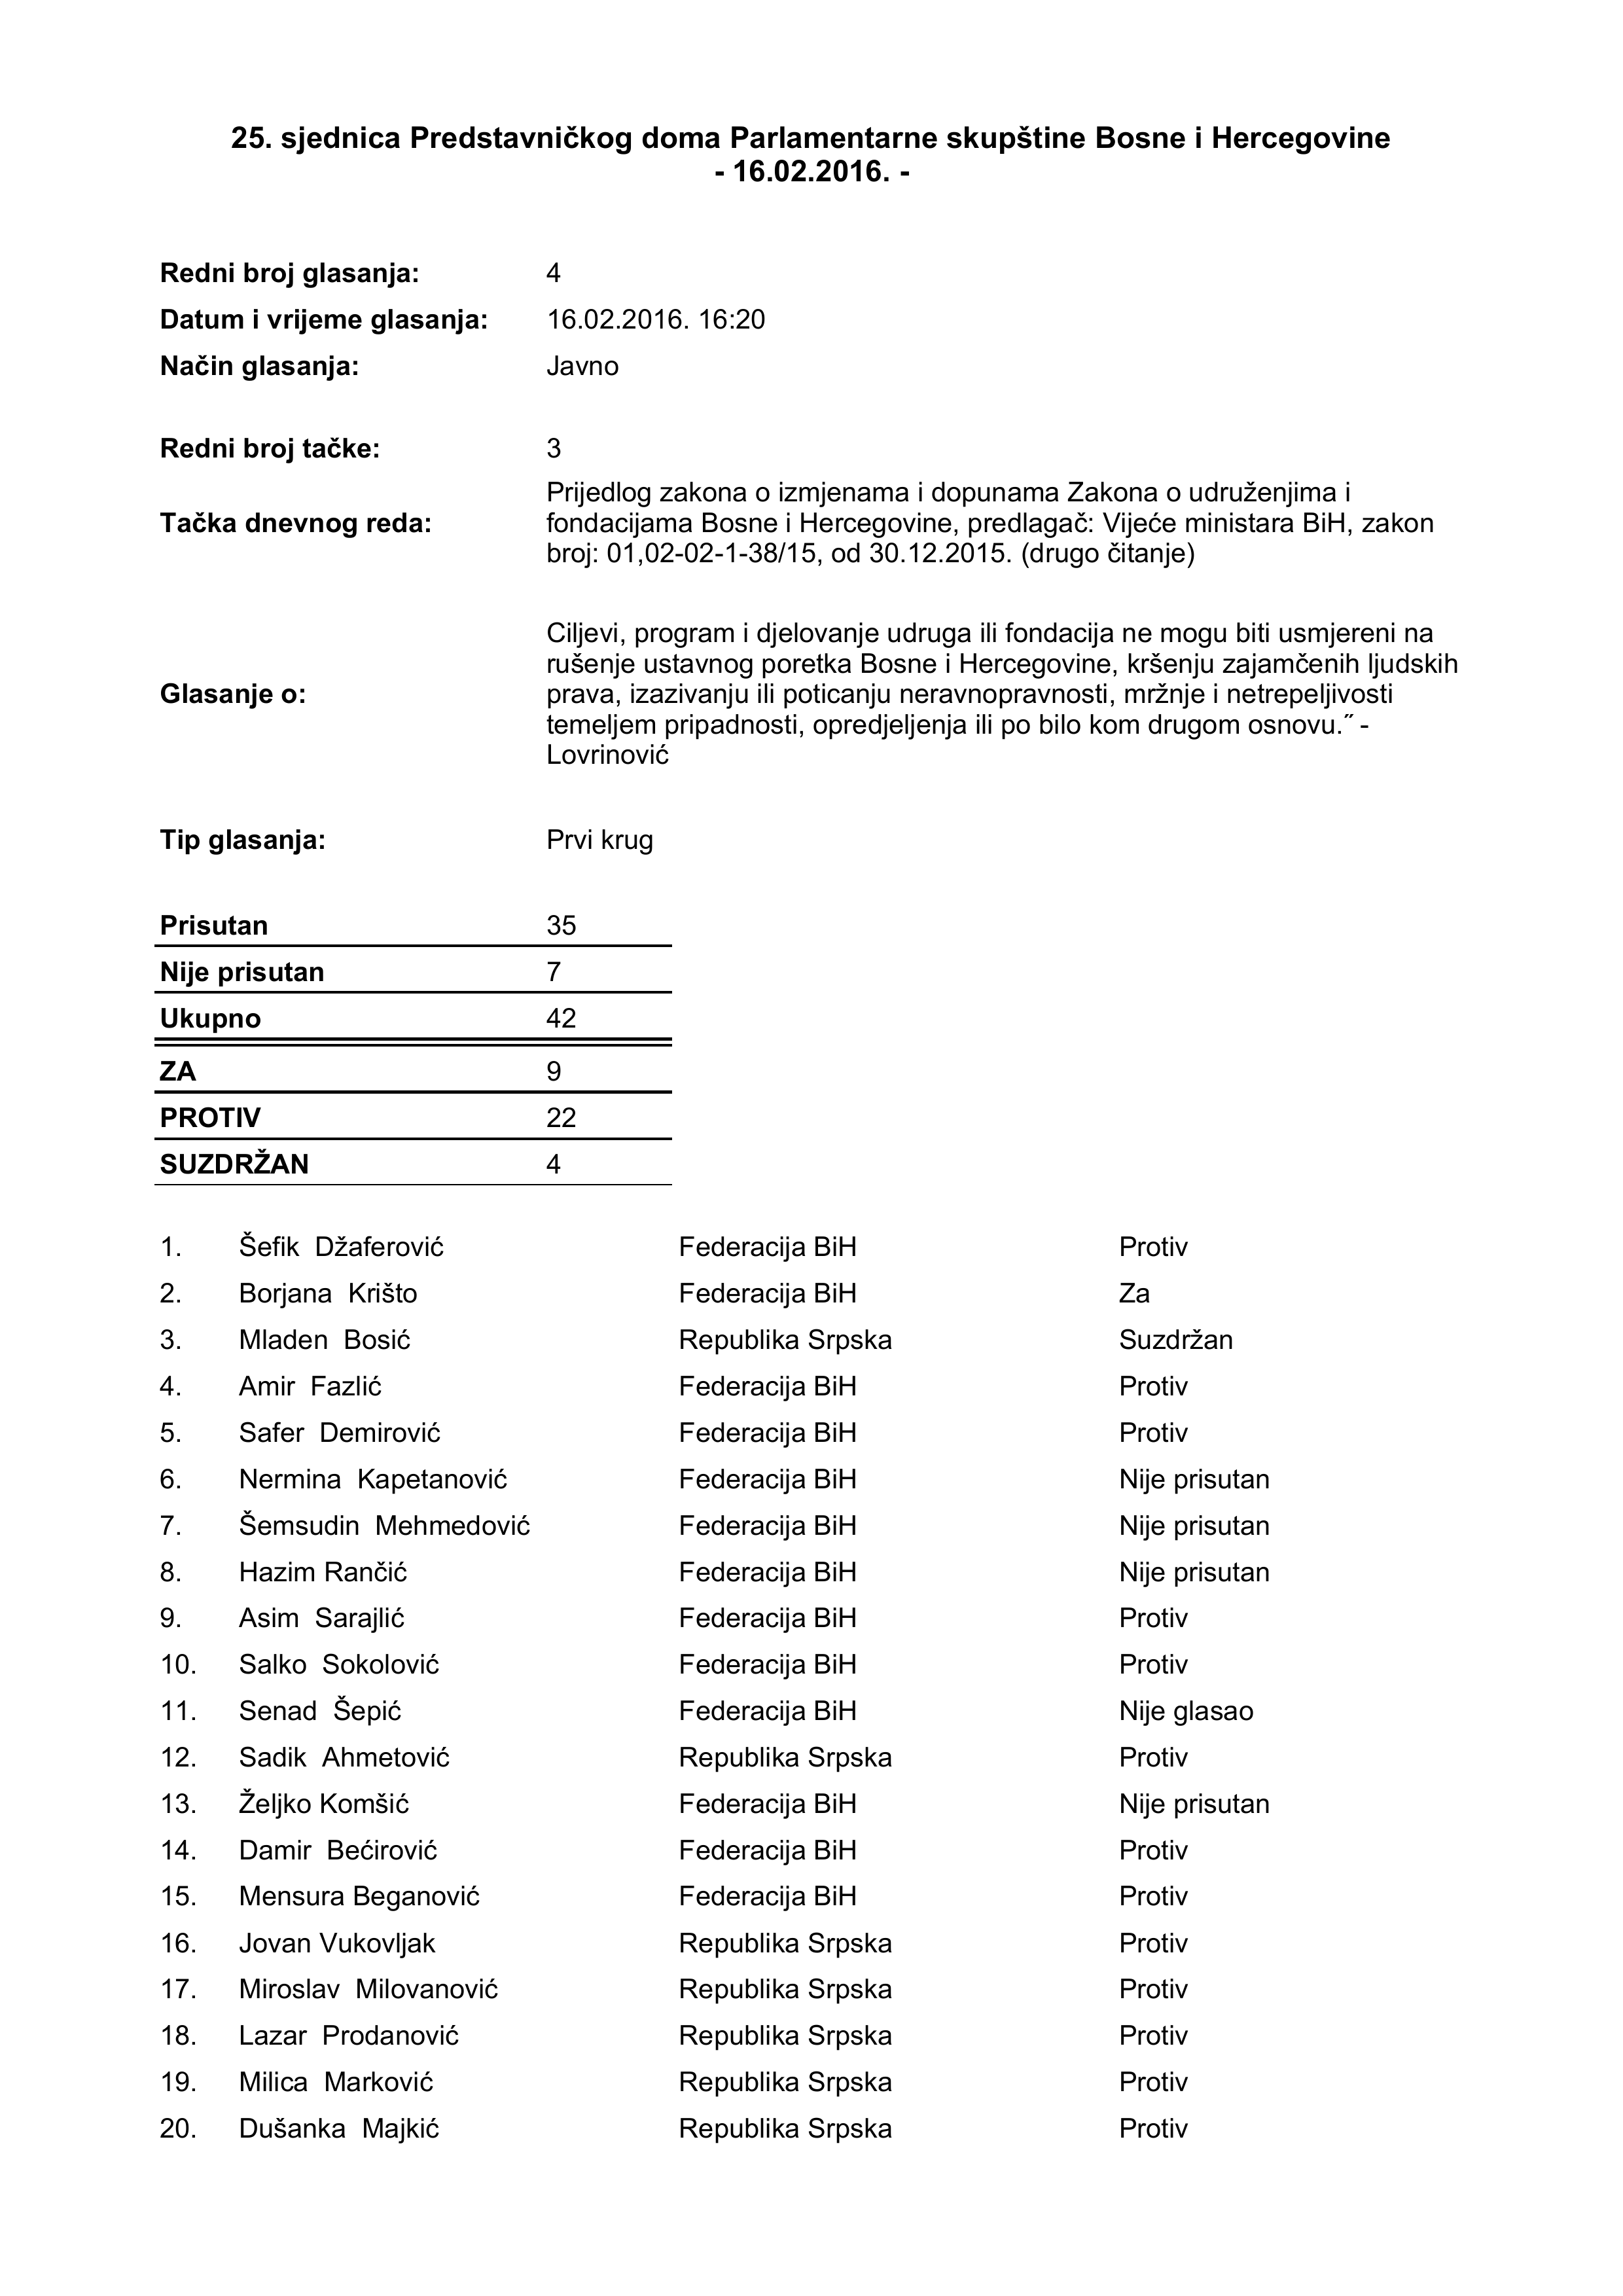 25. sjednica Predstavničkog doma Parlamentarne skupštine Bosne i Hercegovine
- 16.02.2016. -
Redni broj glasanja: 4
Datum i vrijeme glasanja: 16.02.2016. 16:20
Način glasanja: Javno
Redni broj tačke: 3
Tačka dnevnog reda: Prijedlog zakona o izmjenama i dopunama Zakona o udruženjima i
fondacijama Bosne i Hercegovine, predlagač: Vijeće ministara BiH, zakon
broj: 01,02-02-1-38/15, od 30.12.2015. (drugo čitanje)
Glasanje o: Ciljevi, program i djelovanje udruga ili fondacija ne mogu biti usmjereni na
rušenje ustavnog poretka Bosne i Hercegovine, kršenju zajamčenih ljudskih
prava, izazivanju ili poticanju neravnopravnosti, mržnje i netrepeljivosti
temeljem pripadnosti, opredjeljenja ili po bilo kom drugom osnovu.˝ -
Lovrinović
Tip glasanja: Prvi krug
Prisutan 35
Nije prisutan 7
Ukupno 42
ZA 9
PROTIV 22
SUZDRŽAN 4
1. Šefik Džaferović Federacija BiH Protiv
2. Borjana Krišto Federacija BiH Za
3. Mladen Bosić Republika Srpska Suzdržan
4. Amir Fazlić Federacija BiH Protiv
5. Safer Demirović Federacija BiH Protiv
6. Nermina Kapetanović Federacija BiH Nije prisutan
7. Šemsudin Mehmedović Federacija BiH Nije prisutan
8. Hazim Rančić Federacija BiH Nije prisutan
9. Asim Sarajlić Federacija BiH Protiv
10. Salko Sokolović Federacija BiH Protiv
11. Senad Šepić Federacija BiH Nije glasao
12. Sadik Ahmetović Republika Srpska Protiv
13. Željko Komšić Federacija BiH Nije prisutan
14. Damir Bećirović Federacija BiH Protiv
15. Mensura Beganović Federacija BiH Protiv
16. Jovan Vukovljak Republika Srpska Protiv
17. Miroslav Milovanović Republika Srpska Protiv
18. Lazar Prodanović Republika Srpska Protiv
19. Milica Marković Republika Srpska Protiv
20. Dušanka Majkić Republika Srpska Protiv